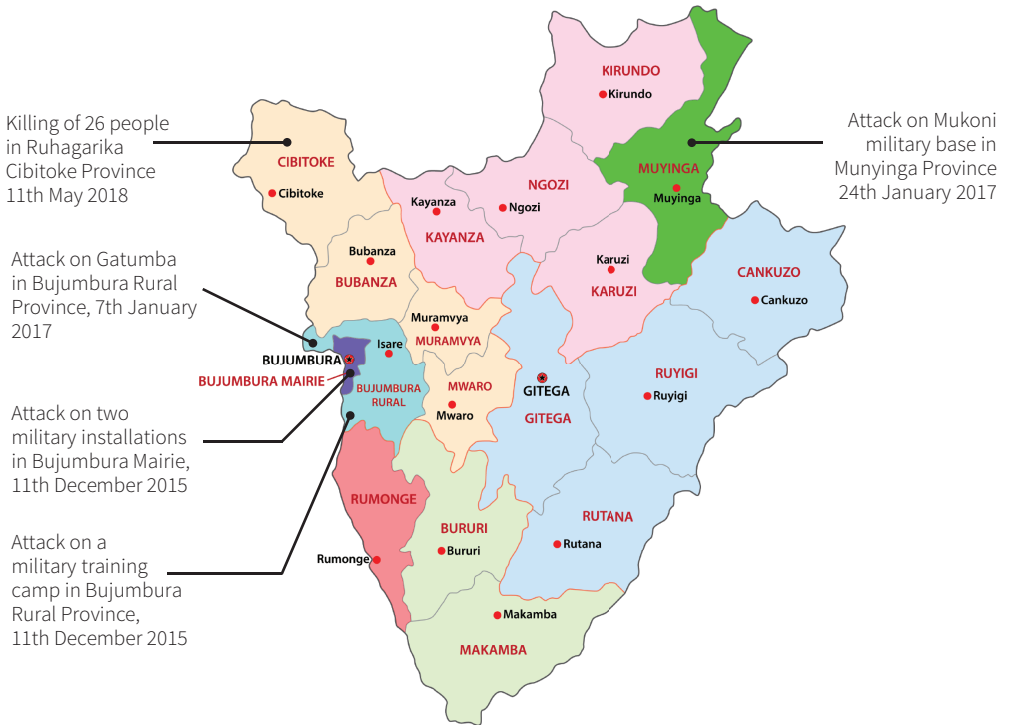 Killing of 26 people
in Ruhagarika
Cibitoke Province
11th May 2018
Attack on Gatumba
in Bujumbura Rural
Province, 7th January
2017
Attack on two
military installations
in Bujumbura Mairie,
11th December 2015
Attack on a
military training
camp in Bujumbura
Rural Province,
11th December 2015
Attack on Mukoni
military base in
Munyinga Province
24th January 2017
KIRUNDO
Kirundo
CIBITOKE
Cibitoke
MUYINGA
Muyinga
NGOZI
Ngozi
Kayanza
KAYANZA
Bubanza
BUBANZA
Karuzi
KARUZI
CANKUZO
Cankuzo
Muramvya
MURAMVYA
Isare
BUJUMBURA
BUJUMBURA MAIRIE
BUJUMBURA
RURAL
MWARO
Mwaro
GITEGA
GITEGA
RUYIGI
Ruyigi
RUMONGE
Rumonge
BURURI
Bururi
RUTANA
Rutana
Makamba
MAKAMBA